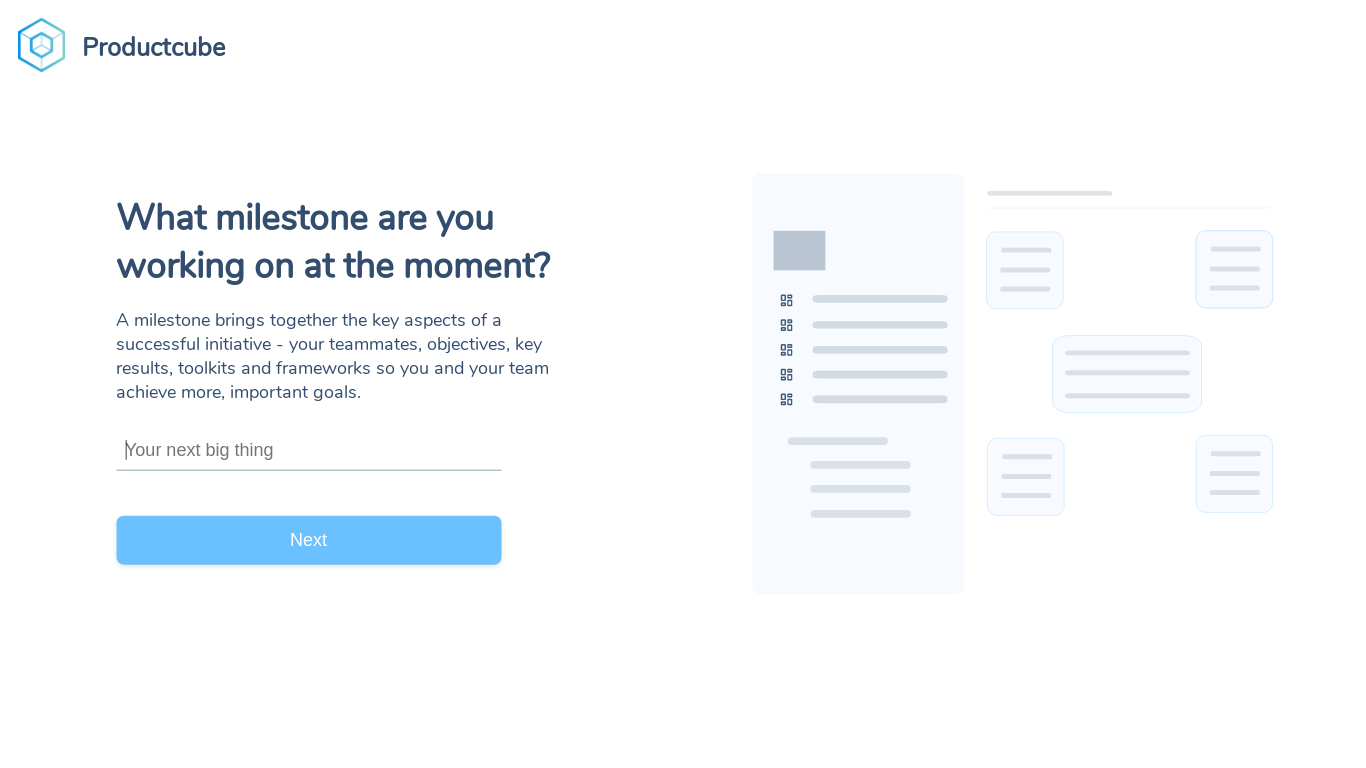 Productcube
What milestone are you
working on at the moment?
A milestone brings together the key aspects of a
successful initiative - your teammates, objectives, key
results, toolkits and frameworks so you and your team
achieve more, important goals.
Your next big thing
Next